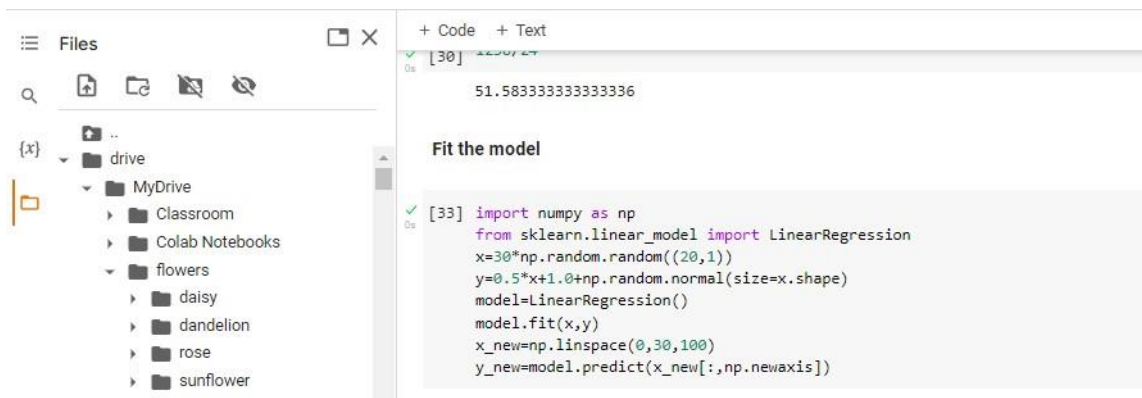 Files
{x}
..
drive
MyDrive
Classroom
Colab Notebooks
flowers
daisy
dandelion
rose
sunflower
+ Code + Text
[30]
0s
51.583333333333336
Fit the model
[33] import numpy as np
0s from sklearn.linear_model import LinearRegression
x=30*np.random.random((20,1))
y=0.5*x+1.0+np.random.normal(size=x.shape)
model=LinearRegression()
model.fit(x,y)
x_new=np.linspace(0,30,100)
y_new=model.predict(x_new[:,np.newaxis])